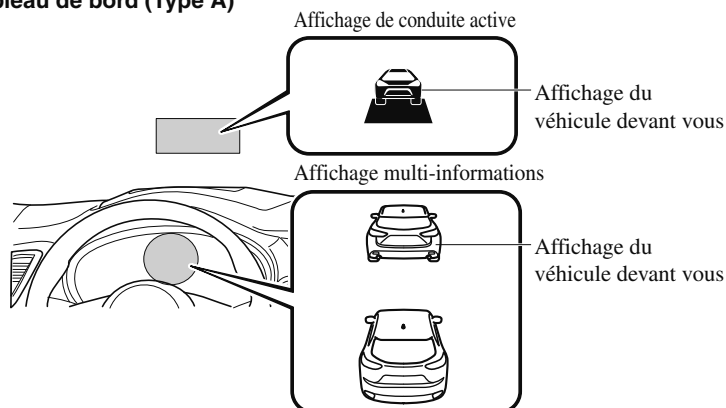 bleau de bord (Type A)
Affichage de conduite active
Affichage du
véhicule devant vous
Affichage multi-informations
Affichage du
véhicule devant vous